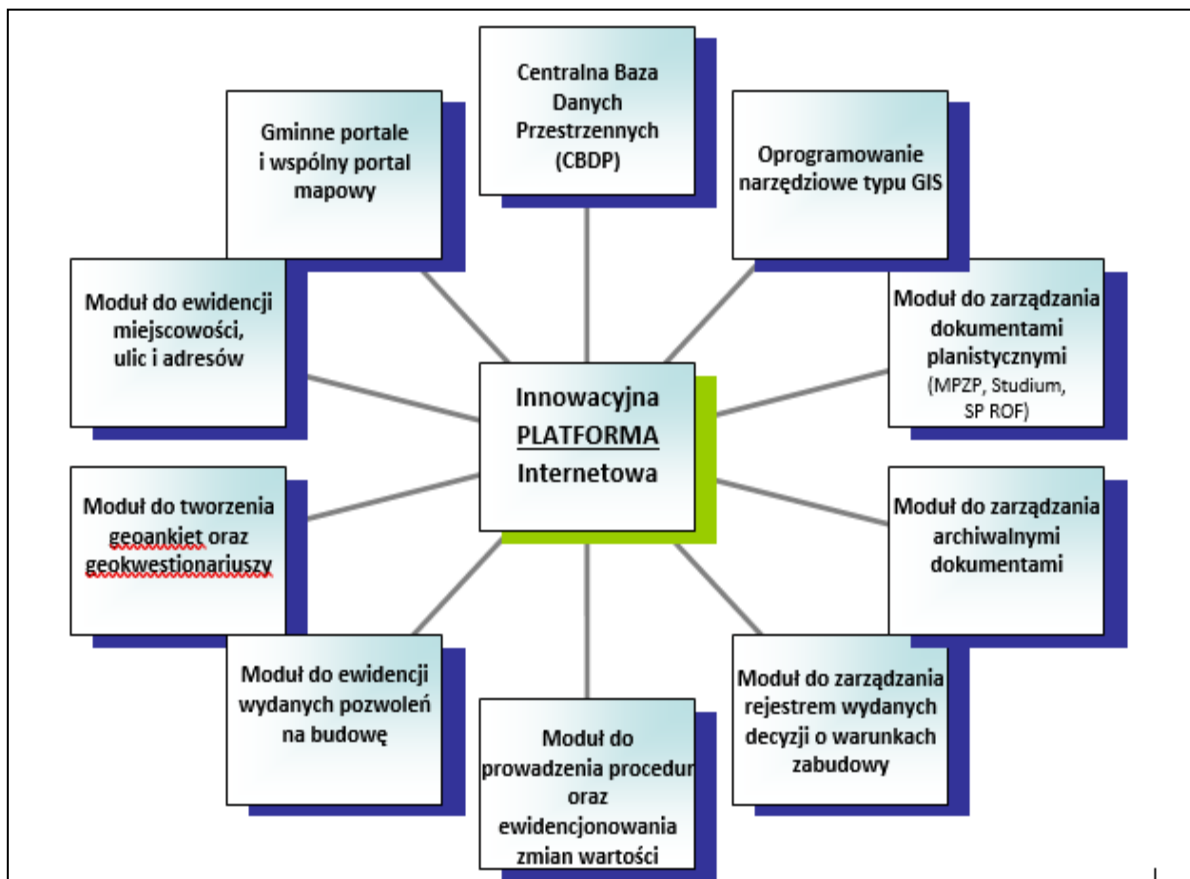 Centralna Baza
Danych
Przestrzennych
(CBDP)
Oprogramowanie
narzędziowe typu GIS
Moduł do zarządzania
dokumentami
planistycznymi
(MPZP, Studium,
SP ROF)
Moduł do zarządzania
archiwalnymi
dokumentami
Moduł do zarządzania
rejestrem wydanych
decyzji o warunkach
zabudowy
Moduł do
prowadzenia procedur
oraz
ewidencjonowania
zmian wartości
Moduł do ewidencji
wydanych pozwoleń
na budowę
Moduł do tworzenia
geoankiet oraz
geokwestionariuszy
Moduł do ewidencji
miejscowości,
ulic i adresów
Gminne portale
i wspólny portal
mapowy
Innowacyjna
PLATFORMA
Internetowa